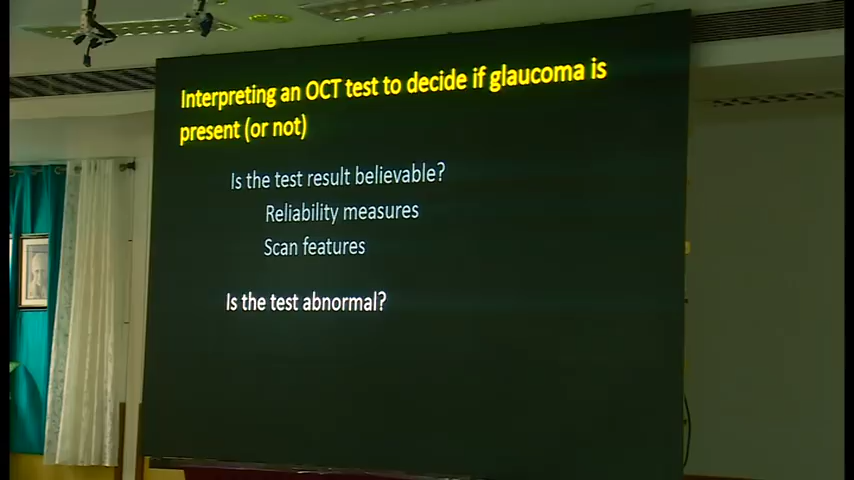 Interpreting an OCT test to decide if glaucoma is
present (or not)
Is the test result believable?
Reliability measures
Scan features
Is the test abnormal?